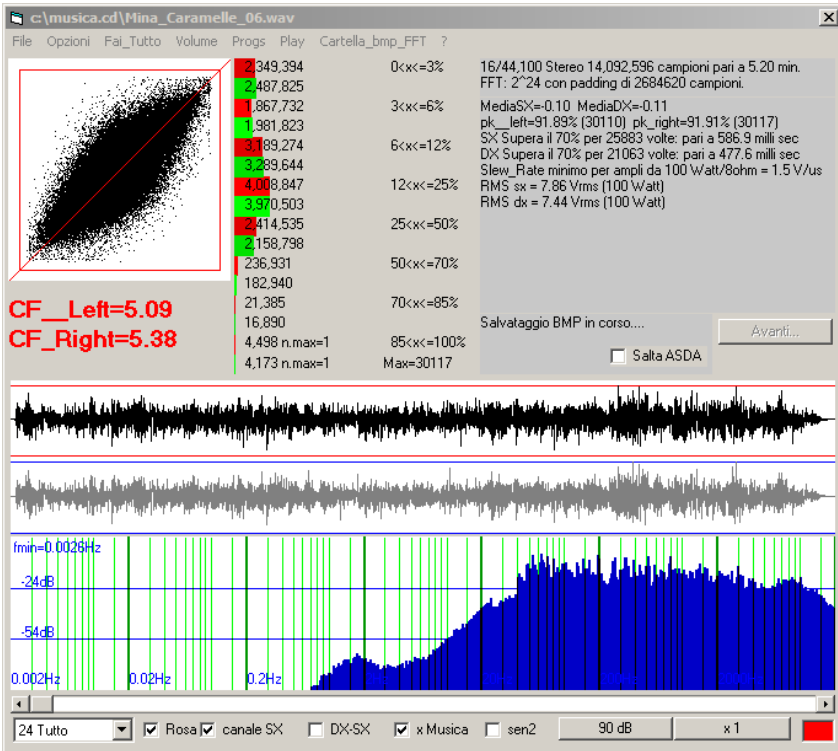 c:\musica.cd\Mina_Caramelle_06.wav
File Opzioni Fai_Tutto Volume Progs Play Cartella_bmp_FFT ?
2,349,394 0<x<=3%
2,487,825
1,867,732 3<x<=6%
1,981,823
3,189,274 6<x<=12%
3,289,644
4,008,847 12<x<=25%
3,970,503
2,414,535 25<x<=50%
2,158,798
236,931 50<x<=70%
182,940
21,385 70<x<=85%
16,890
4,498 n.max=1 85<x<=100%
4,173 n.max=1 Max=30117
16/44,100 Stereo 14,092,596 campioni pari a 5.20 min.
FFT: 2^24 con padding di 2684620 campioni.
MediaSX=-0.10 MediaDX=-0.11
pk__left=91.89% (30110) pk_right=91.91% (30117)
SX Supera il 70% per 25883 volte: pari a 586.9 milli sec
DX Supera il 70% per 21063 volte: pari a 477.6 milli sec
Slew_Rate minimo per ampli da 100 Watt/8ohm = 1.5 V/us
RMS sx = 7.86 Vrms (100 Watt)
RMS dx = 7.44 Vrms (100 Watt)
CF__Left=5.09
CF_Right=5.38
Salvataggio BMP in corso....
Avanti...
Salta ASDA
fmin=0.0026Hz
-24dB
-54dB
0.002Hz 0.02Hz 0.2Hz
24 Tutto Rosa canale SX DX-SX x Musica sen2 90 dB x 1